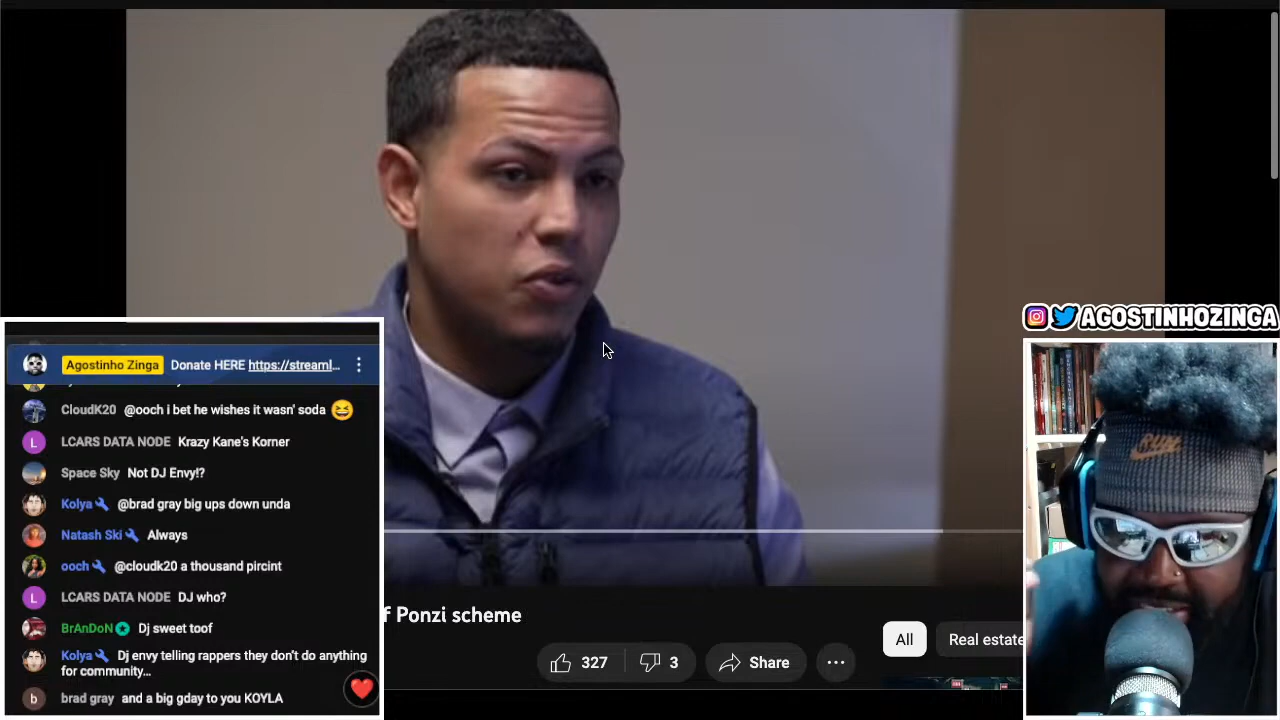 AGOSTINHOZINGA
Agostinho Zinga Donate HERE https://streaml...
CloudK20 @ooch i bet he wishes it wasn' soda
LCARS DATA NODE Krazy Kane's Korner
Space Sky Not DJ Envy!?
Kolya @brad gray big ups down unda
Natash Ski Always
ooch @cloudk20 a thousand pircint
L
LCARS DATA NODE DJ who?
L
BrAnDoN Dj sweet toof
Kolya Dj envy telling rappers they don't do anything
for community...
b brad gray and a big gday to you KOYLA
f Ponzi scheme
All
Real estate
327
3
Share
RUN